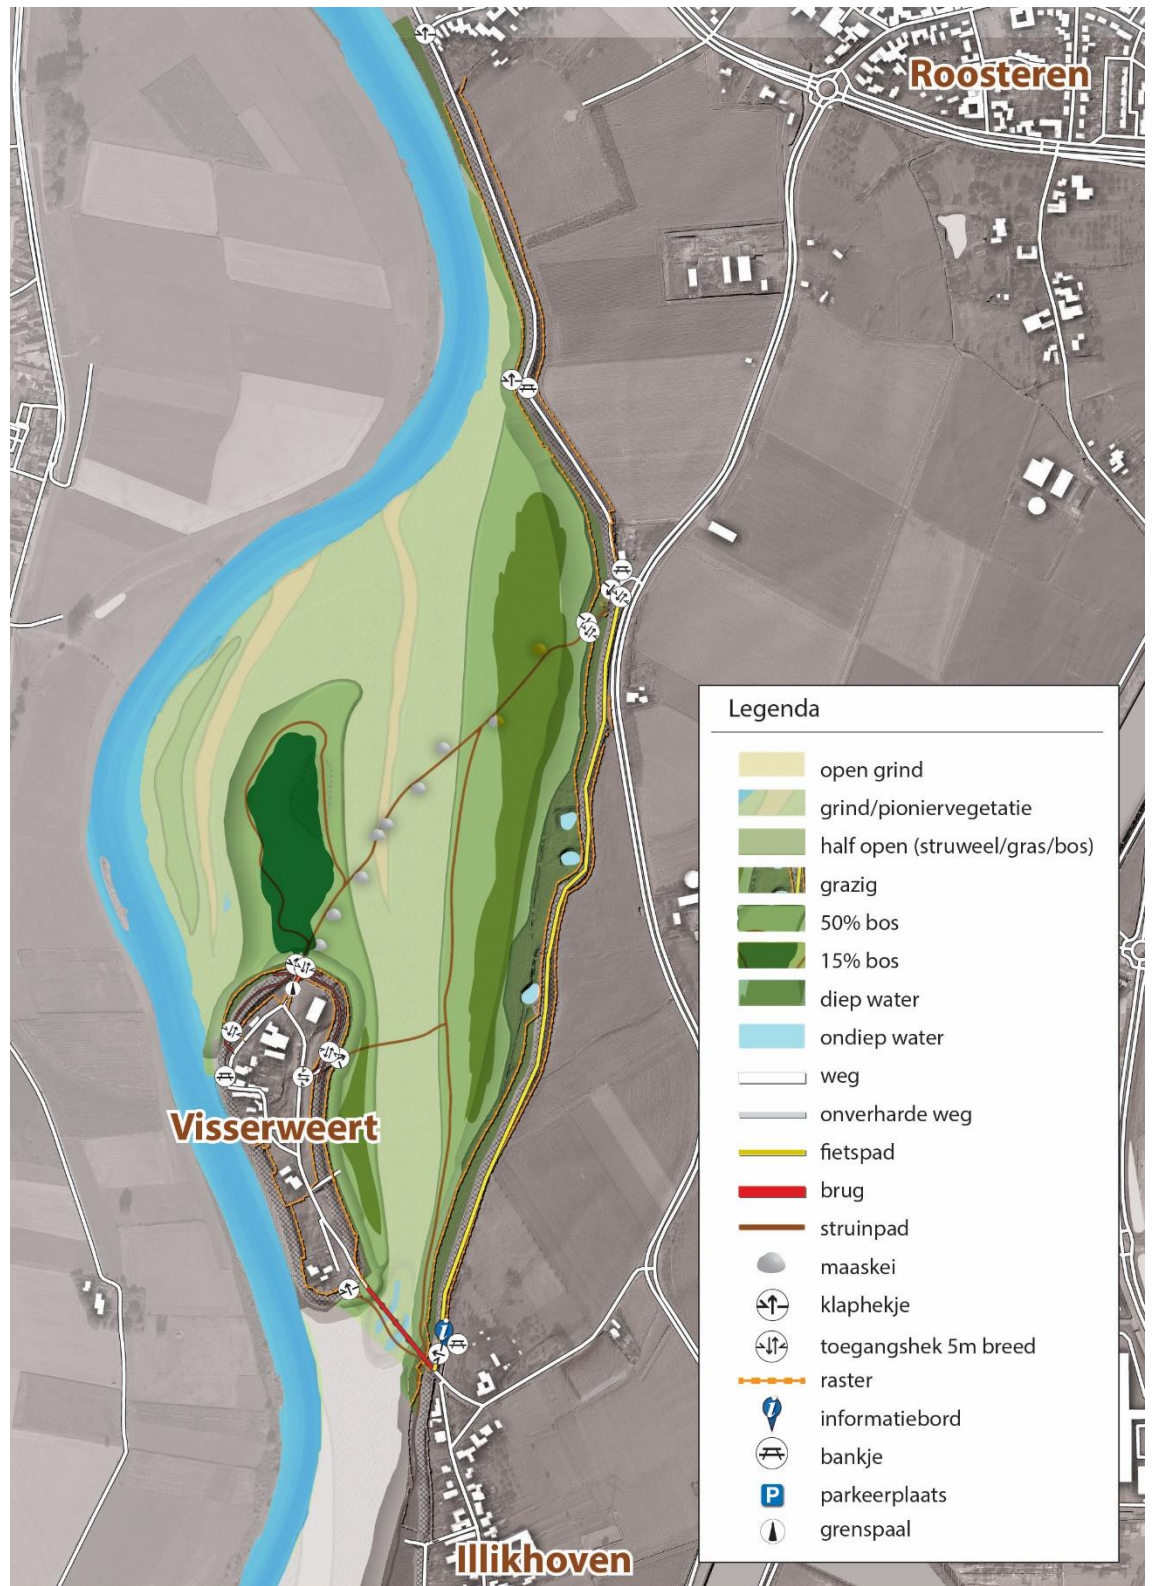 Roosteren
Legenda
open grind
grind/pioniervegetatie
half open (struweel/gras/bos)
grazig
50% bos
15% bos
diep water
ondiep water
weg
onverharde weg
fietspad
brug
struinpad
maaskei
klaphekje
toegangshek 5m breed
raster
i
informatiebord
bankje
P
parkeerplaats
grenspaal
Visserweert
i
Illikhoven